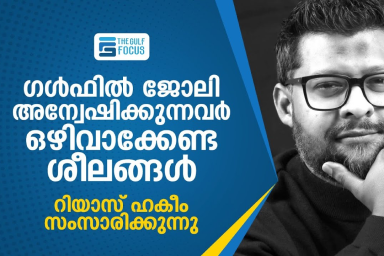 THE GULF
FOCUS
ഗൾഫിൽ ജോലി
അന്വേഷിക്കുന്നവർ
ഒഴിവാക്കേണ്ട
ശീലങ്ങൾ
റിയാസ് ഹകീം
സംസാരിക്കുന്നു